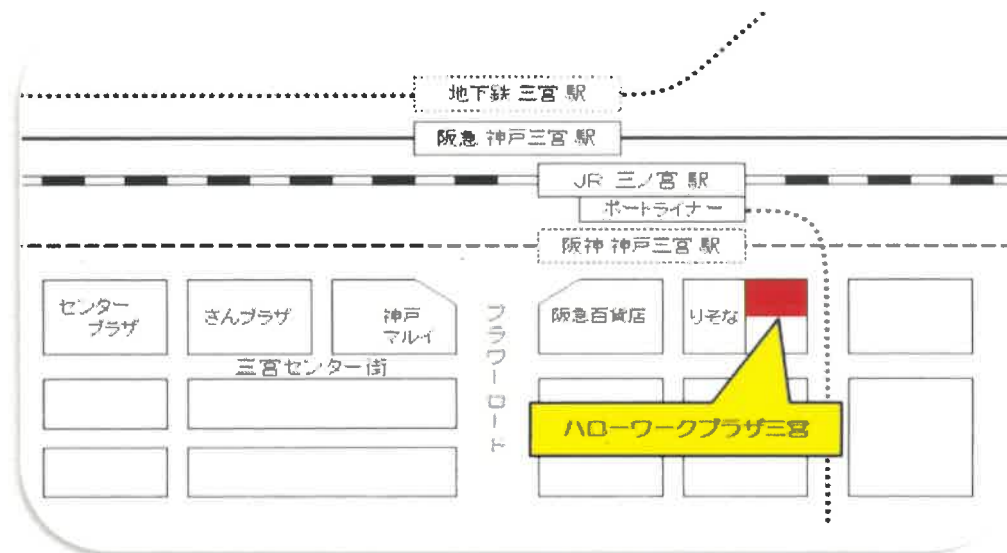 地下鉄 三宮 駅
阪急 神戸三宮 駅
JR 三ノ宮 駅
ポートライナー
阪神 神戸三宮 駅
センター
プラザ
さんプラザ
神戸
マルイ
フラワーロード
阪急百貨店
りそな
三宮センター街
ハローワークプラザ三宮